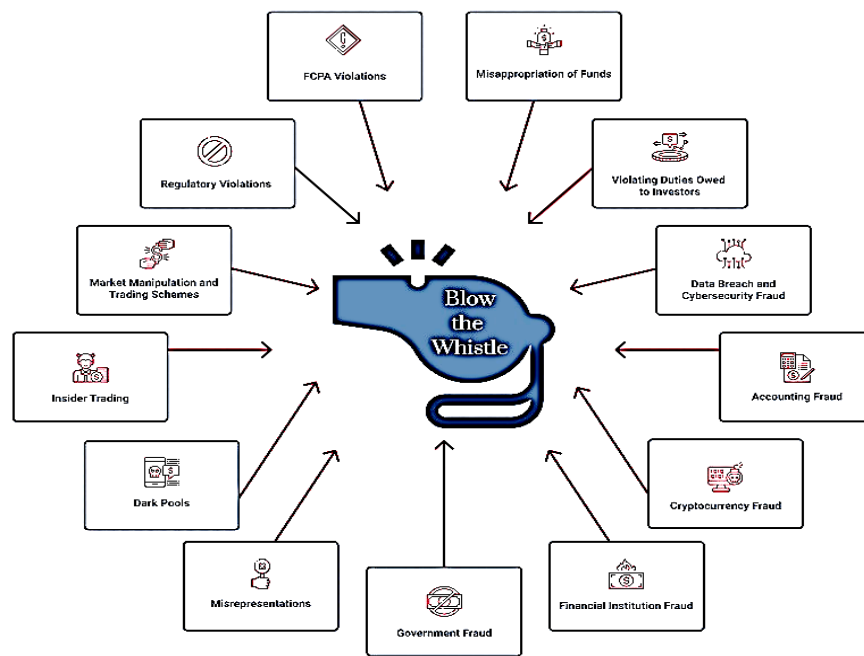 FCPA Violations
Misappropriation of Funds
Regulatory Violations
Violating Duties Owed
to Investors
Market Manipulation and
Trading Schemes
Data Breach and
Cybersecurity Fraud
Blow
the
Whistle
Insider Trading
Accounting Fraud
Dark Pools
Cryptocurrency Fraud
Misrepresentations
Financial Institution Fraud
Government Fraud